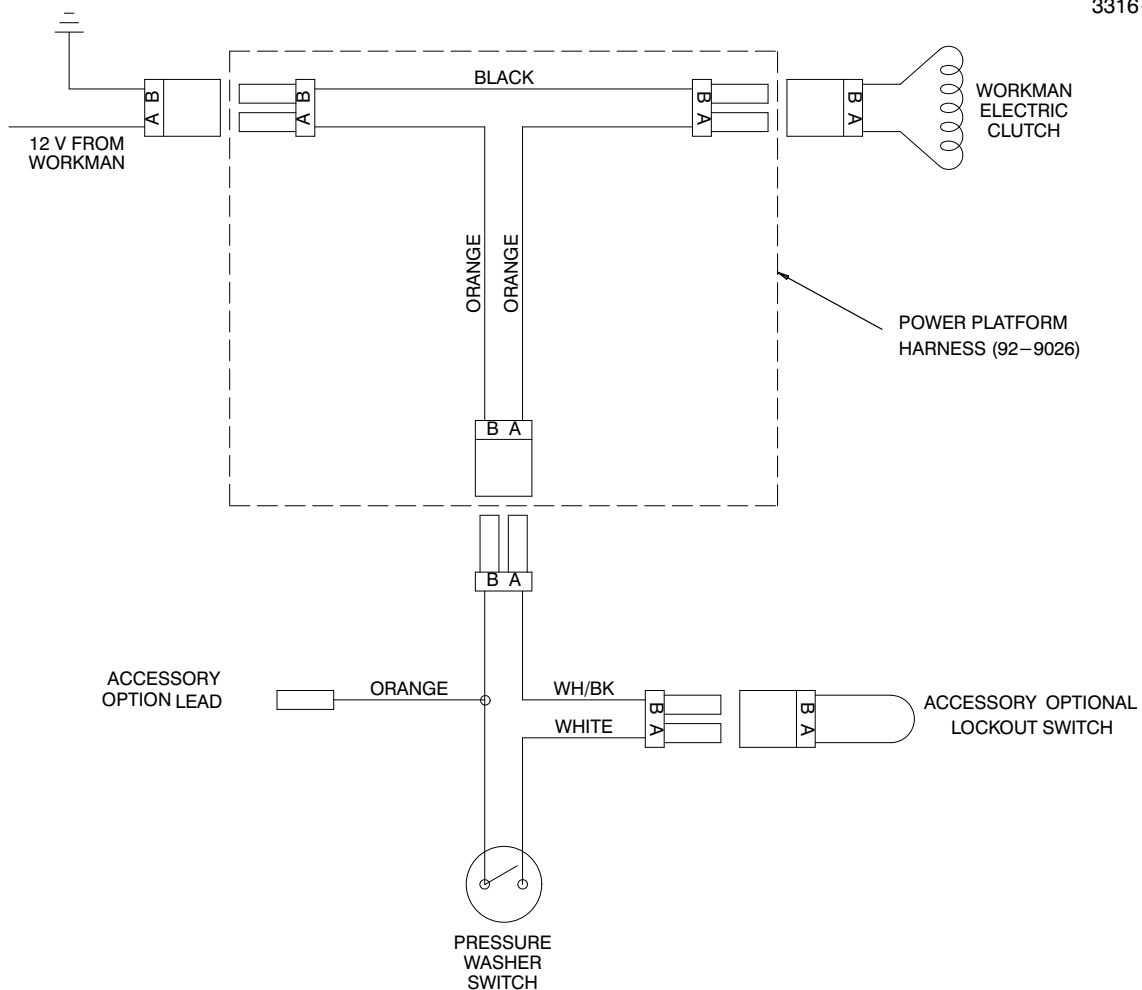 3316-
BLACK
B
A
12 V FROM
WORKMAN
B
A
B
A
B
A
WORKMAN
ELECTRIC
CLUTCH
ORANGE
ORANGE
POWER PLATFORM
HARNESS (92-9026)
B A
B A
ACCESSORY
OPTION LEAD
ORANGE
WH/BK
WHITE
B
A
B
A
ACCESSORY OPTIONAL
LOCKOUT SWITCH
PRESSURE
WASHER
SWITCH